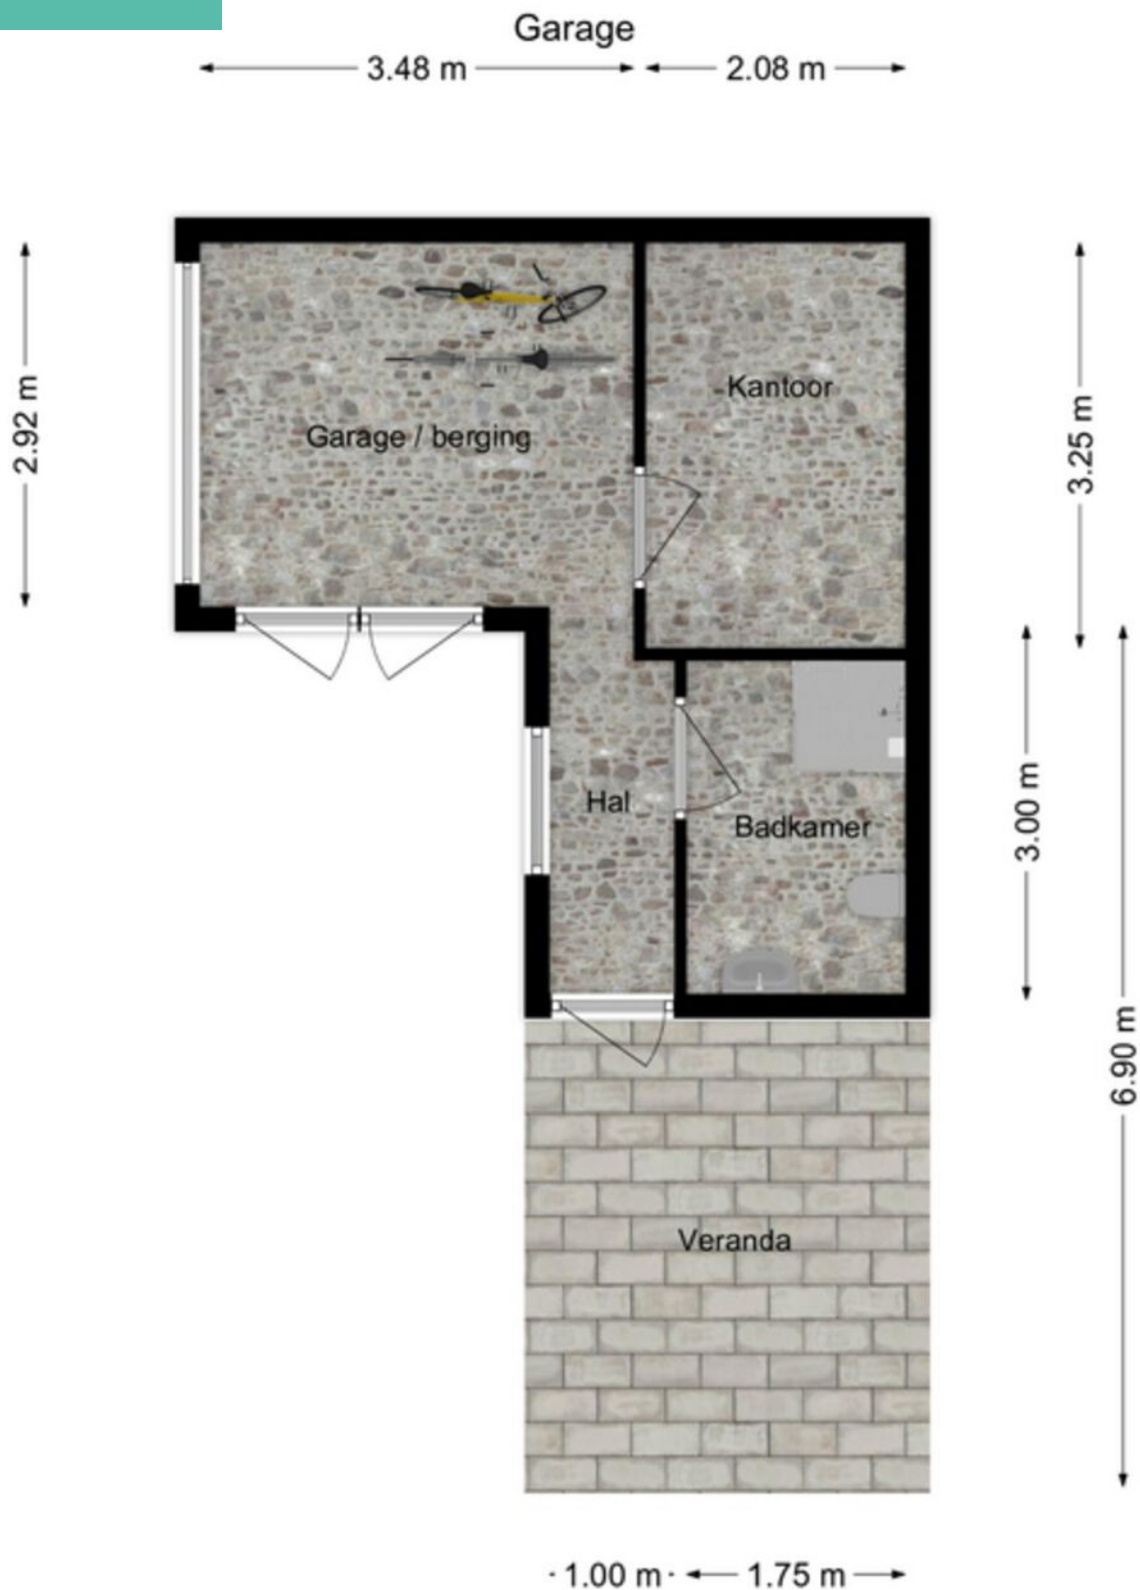 Garage
3.48 m
2.08 m
2.92 m
Kantoor
Garage / berging
3.25 m
Hal
Badkamer
3.00 m
6.90 m
Veranda
1.00 m
1.75 m